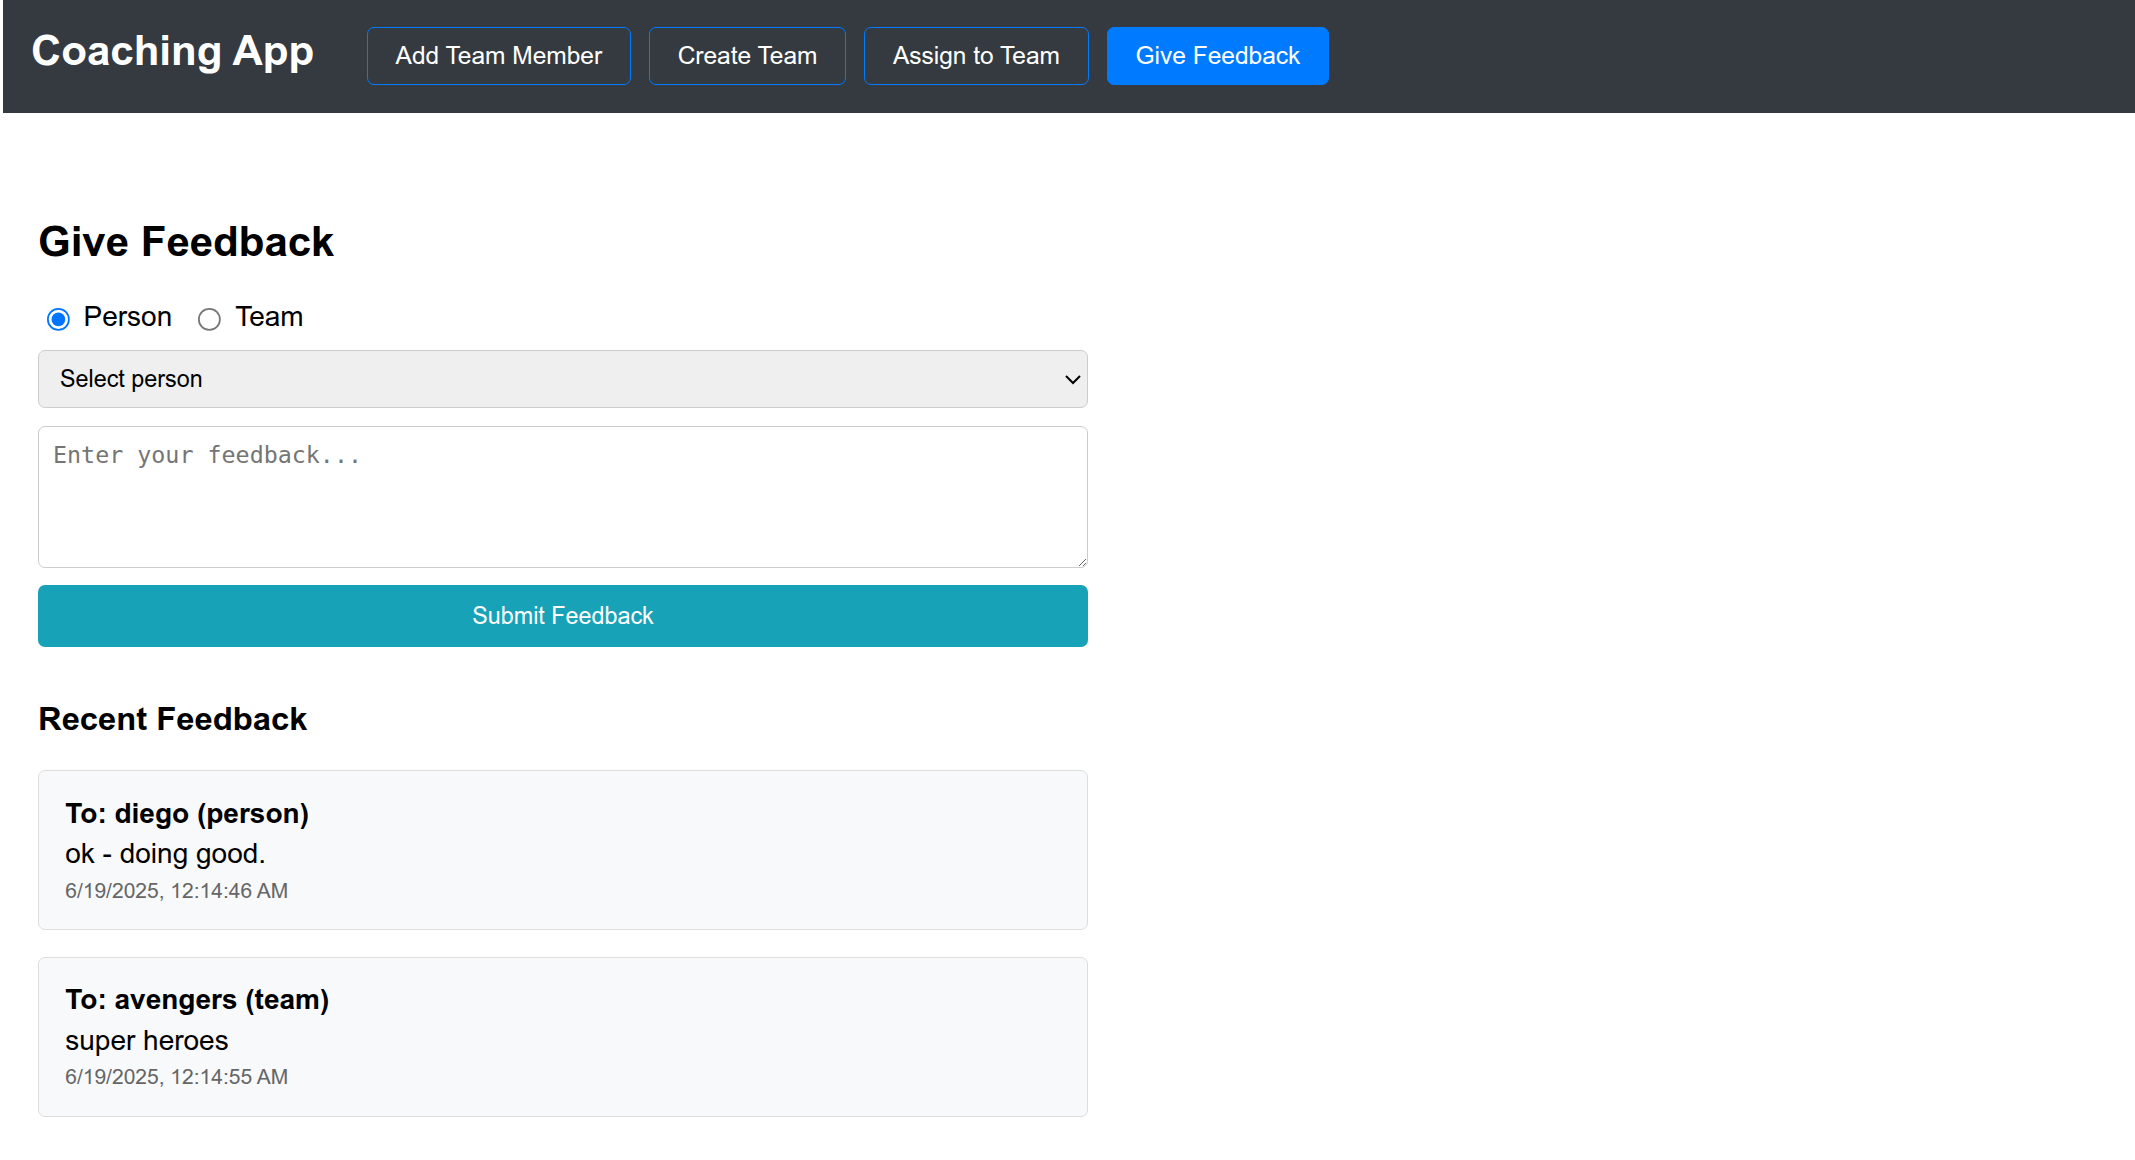 Coaching App
Add Team Member
Create Team
Assign to Team
Give Feedback
Give Feedback
Person
Team
Select person
Enter your feedback...
Submit Feedback
Recent Feedback
To: diego (person)
ok - doing good.
6/19/2025, 12:14:46 AM
To: avengers (team)
super heroes
6/19/2025, 12:14:55 AM